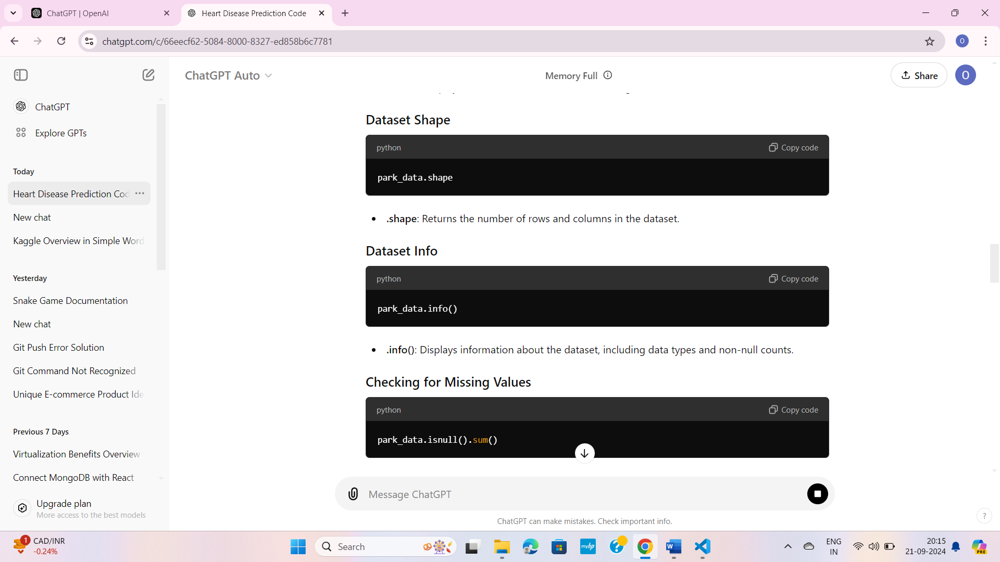 ChatGPT | OpenAI
Heart Disease Prediction Code
chatgpt.com/c/66eecf62-5084-8000-8327-ed858b6c7781
O
ChatGPT Auto
Memory Full
Share
O
ChatGPT
Explore GPTs
Today
Heart Disease Prediction Cod
New chat
Kaggle Overview in Simple Word
Yesterday
Snake Game Documentation
New chat
Git Push Error Solution
Git Command Not Recognized
Unique E-commerce Product Ide
Previous 7 Days
Virtualization Benefits Overview
Connect MongoDB with React
Upgrade plan
More access to the best models
Dataset Shape
python
Copy code
park_data.shape
• .shape: Returns the number of rows and columns in the dataset.
Dataset Info
python
Copy code
park_data.info()
• .info(): Displays information about the dataset, including data types and non-null counts.
Checking for Missing Values
python
Copy code
park_data.isnull().sum()
Message ChatGPT
ChatGPT can make mistakes. Check important info.
?
1
CAD/INR
-0.24%
Search
myhp
ENG
IN
20:15
21-09-2024
PRE